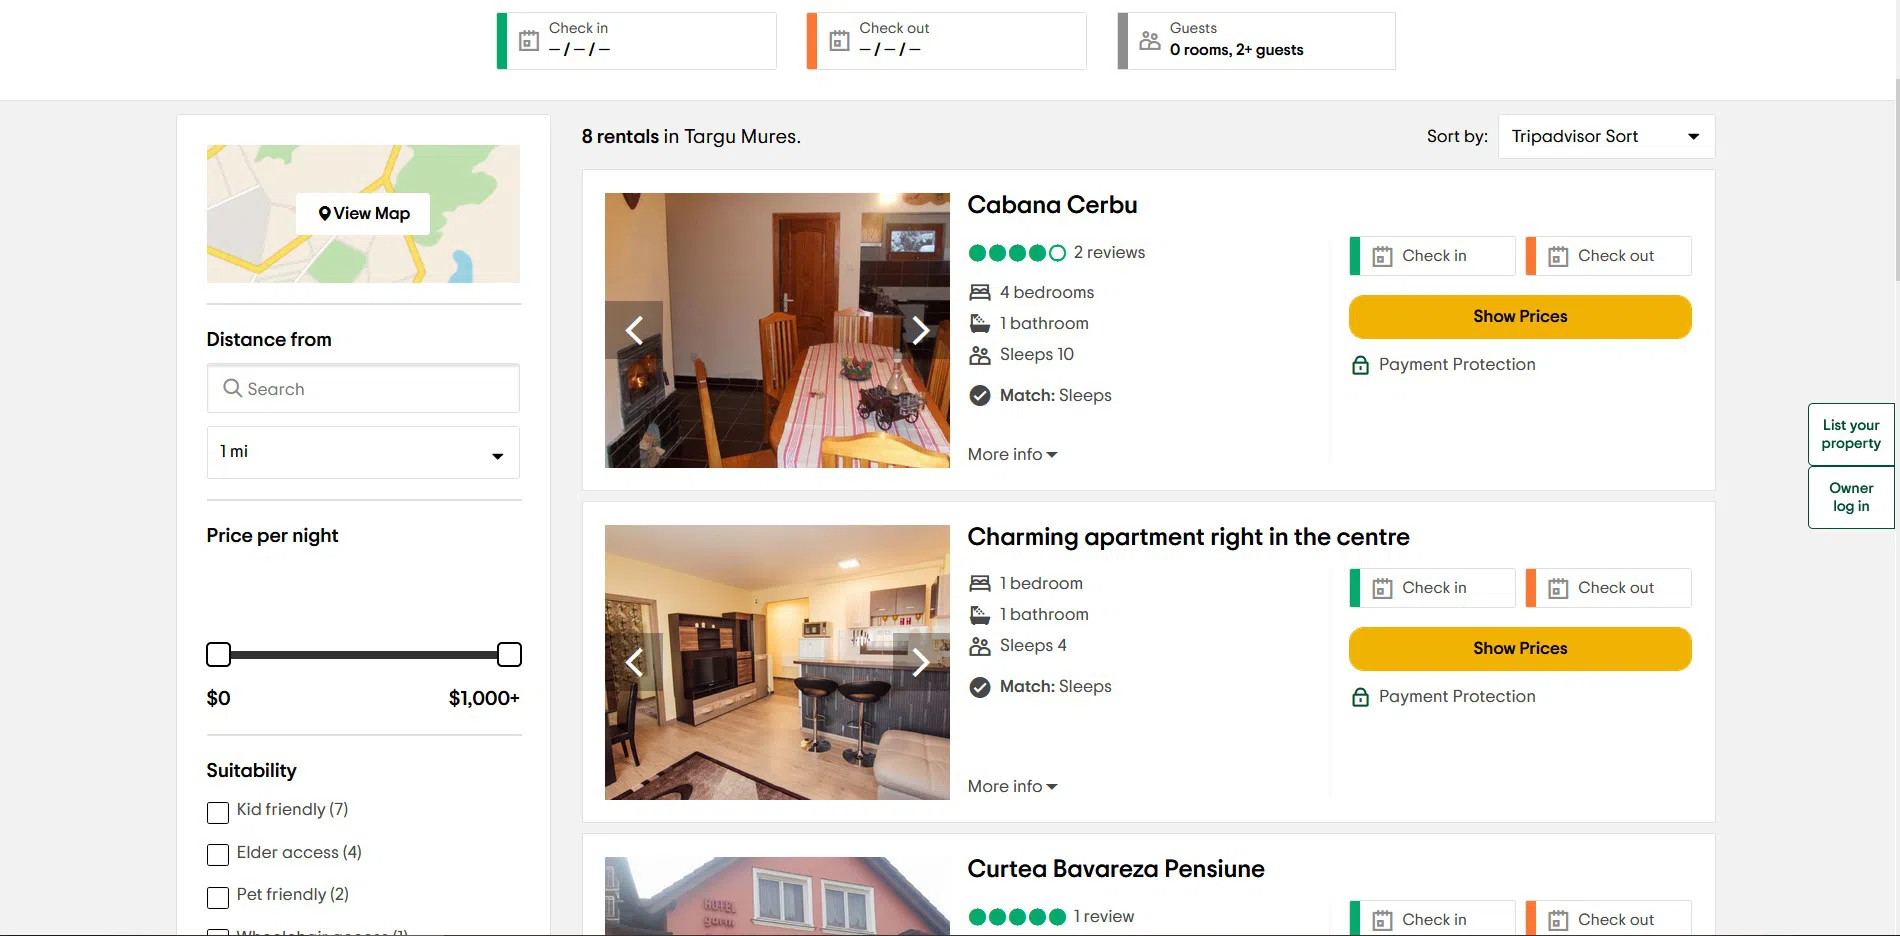 Check in
– / – / –
Check out
– / – / –
Guests
0 rooms, 2+ guests
View Map
Distance from
Search
1 mi
Price per night
$0
$1,000+
Suitability
Kid friendly (7)
Elder access (4)
Pet friendly (2)
Wheelchair access (1)
8 rentals in Targu Mures.
Sort by:
Tripadvisor Sort
Cabana Cerbu
2 reviews
4 bedrooms
1 bathroom
Sleeps 10
Match: Sleeps
More info
Check in
Check out
Show Prices
Payment Protection
Charming apartment right in the centre
1 bedroom
1 bathroom
Sleeps 4
Match: Sleeps
More info
Check in
Check out
Show Prices
Payment Protection
HOTEL
Curtea Bavareza Pensiune
1 review
Check in
Check out
List your
property
Owner
log in